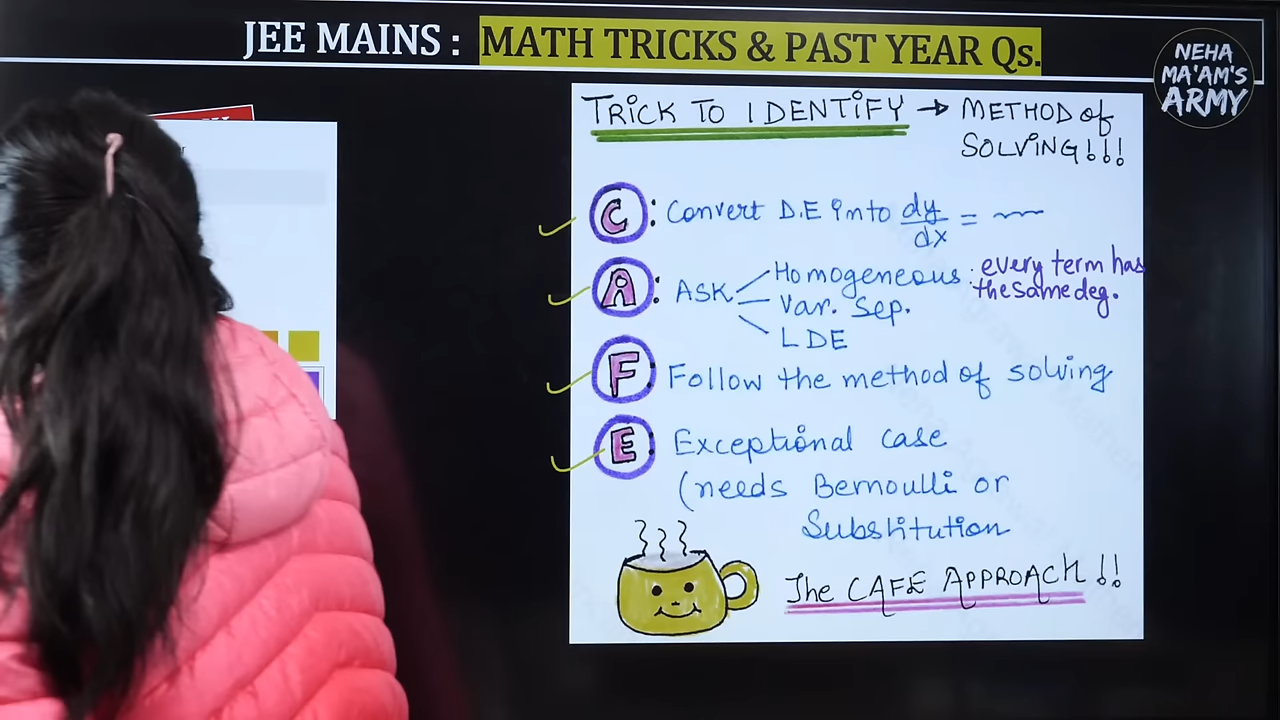 JEE MAINS : MATH TRICKS & PAST YEAR Qs.
NEHA
MA'AM'S
ARMY
TRICK TO IDENTIFY → METHOD of
SOLVING!!!
C : Convert D.E into dy/dx =
A : ASK Homogeneous : every term has
the same deg.
Var. Sep.
LDE
F : Follow the method of solving
E : Exceptional case
(needs Bernoulli or
Substitution
The CAFE APPROACH!!